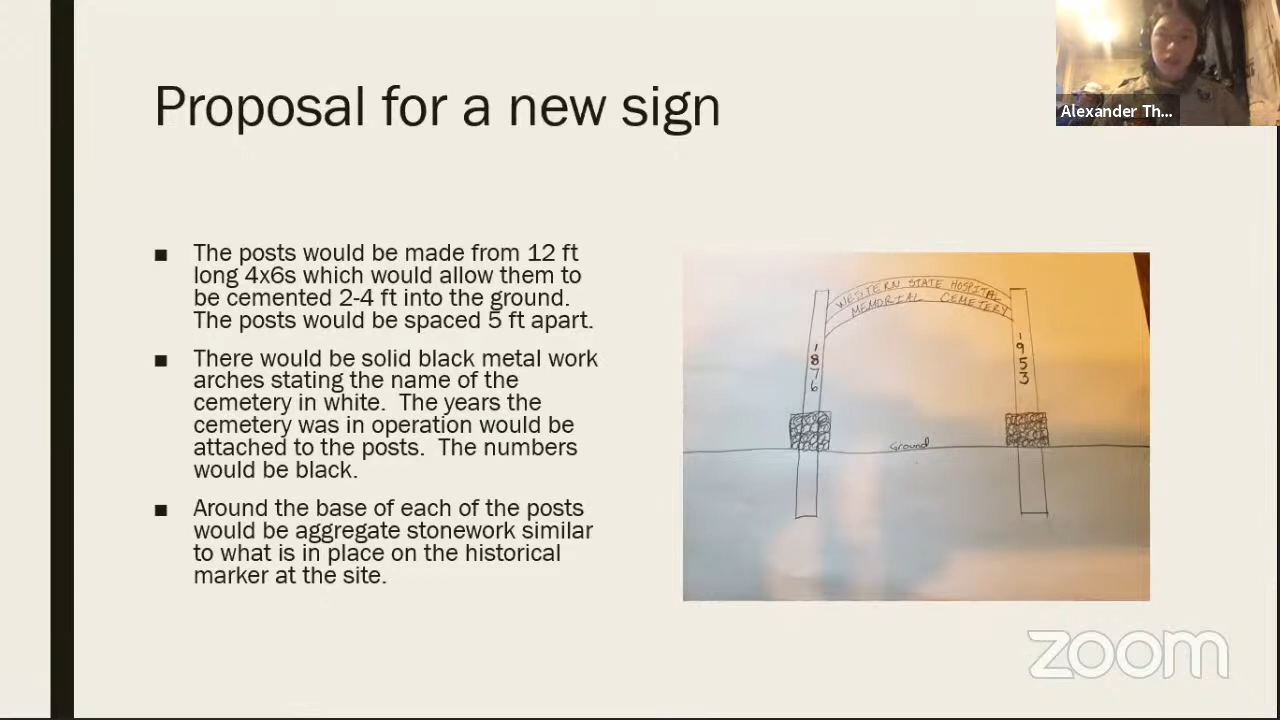 Proposal for a new sign
Alexander Th...
■ The posts would be made from 12 ft
long 4x6s which would allow them to
be cemented 2-4 ft into the ground.
The posts would be spaced 5 ft apart.
■ There would be solid black metal work
arches stating the name of the
cemetery in white.  The years the
cemetery was in operation would be
attached to the posts.  The numbers
would be black.
■ Around the base of each of the posts
would be aggregate stonework similar
to what is in place on the historical
marker at the site.
WESTERN STATE HOSPITAL
MEMORIAL CEMETERY
1876
1953
Ground
zoom